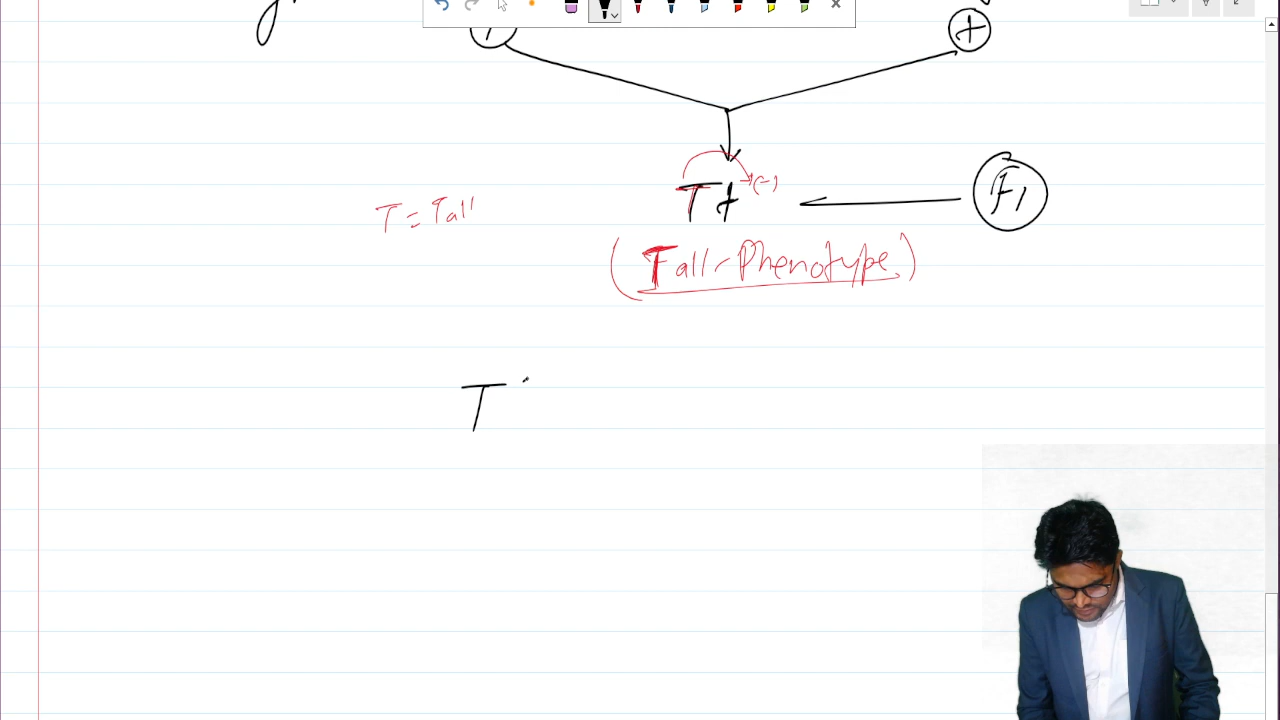 Tt → (-)
F1
T = Tall
(Tall - Phenotype)
T